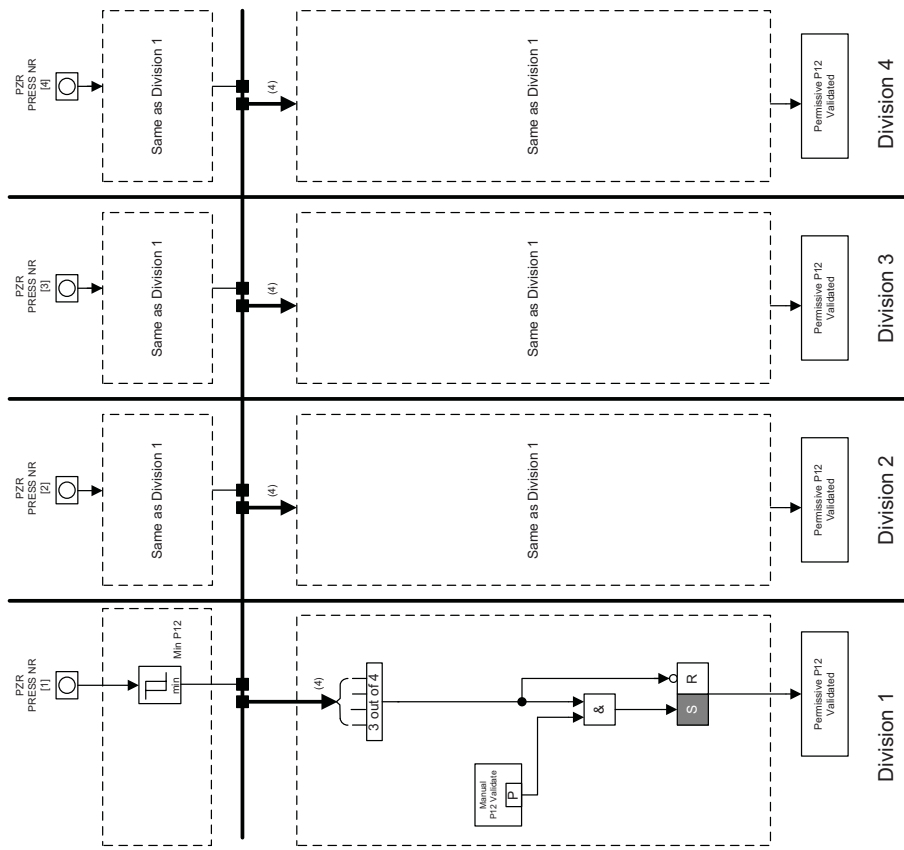 PZR
PRESS NR
[1]
PZR
PRESS NR
[2]
PZR
PRESS NR
[3]
PZR
PRESS NR
[4]
min
Min P12
Same as Division 1
Same as Division 1
Same as Division 1
(4)
(4)
(4)
(4)
3 out of 4
Manual
P12 Validate
P
&
S
R
Same as Division 1
Same as Division 1
Same as Division 1
Permissive P12
Validated
Permissive P12
Validated
Permissive P12
Validated
Permissive P12
Validated
Division 1
Division 2
Division 3
Division 4